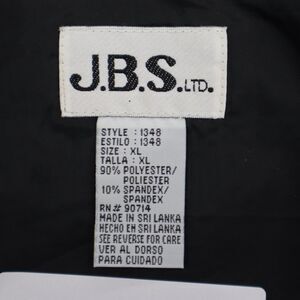 J.B.S. LTD.
STYLE : 1348
ESTILO : 1348
SIZE : XL
TALLA : XL
90% POLYESTER/
POLIESTER
10% SPANDEX/
SPANDEX
RN# 90714
MADE IN SRI LANKA
HECHO EN SRI LANKA
SEE REVERSE FOR CARE
VER AL DORSO
PARA CUIDADO